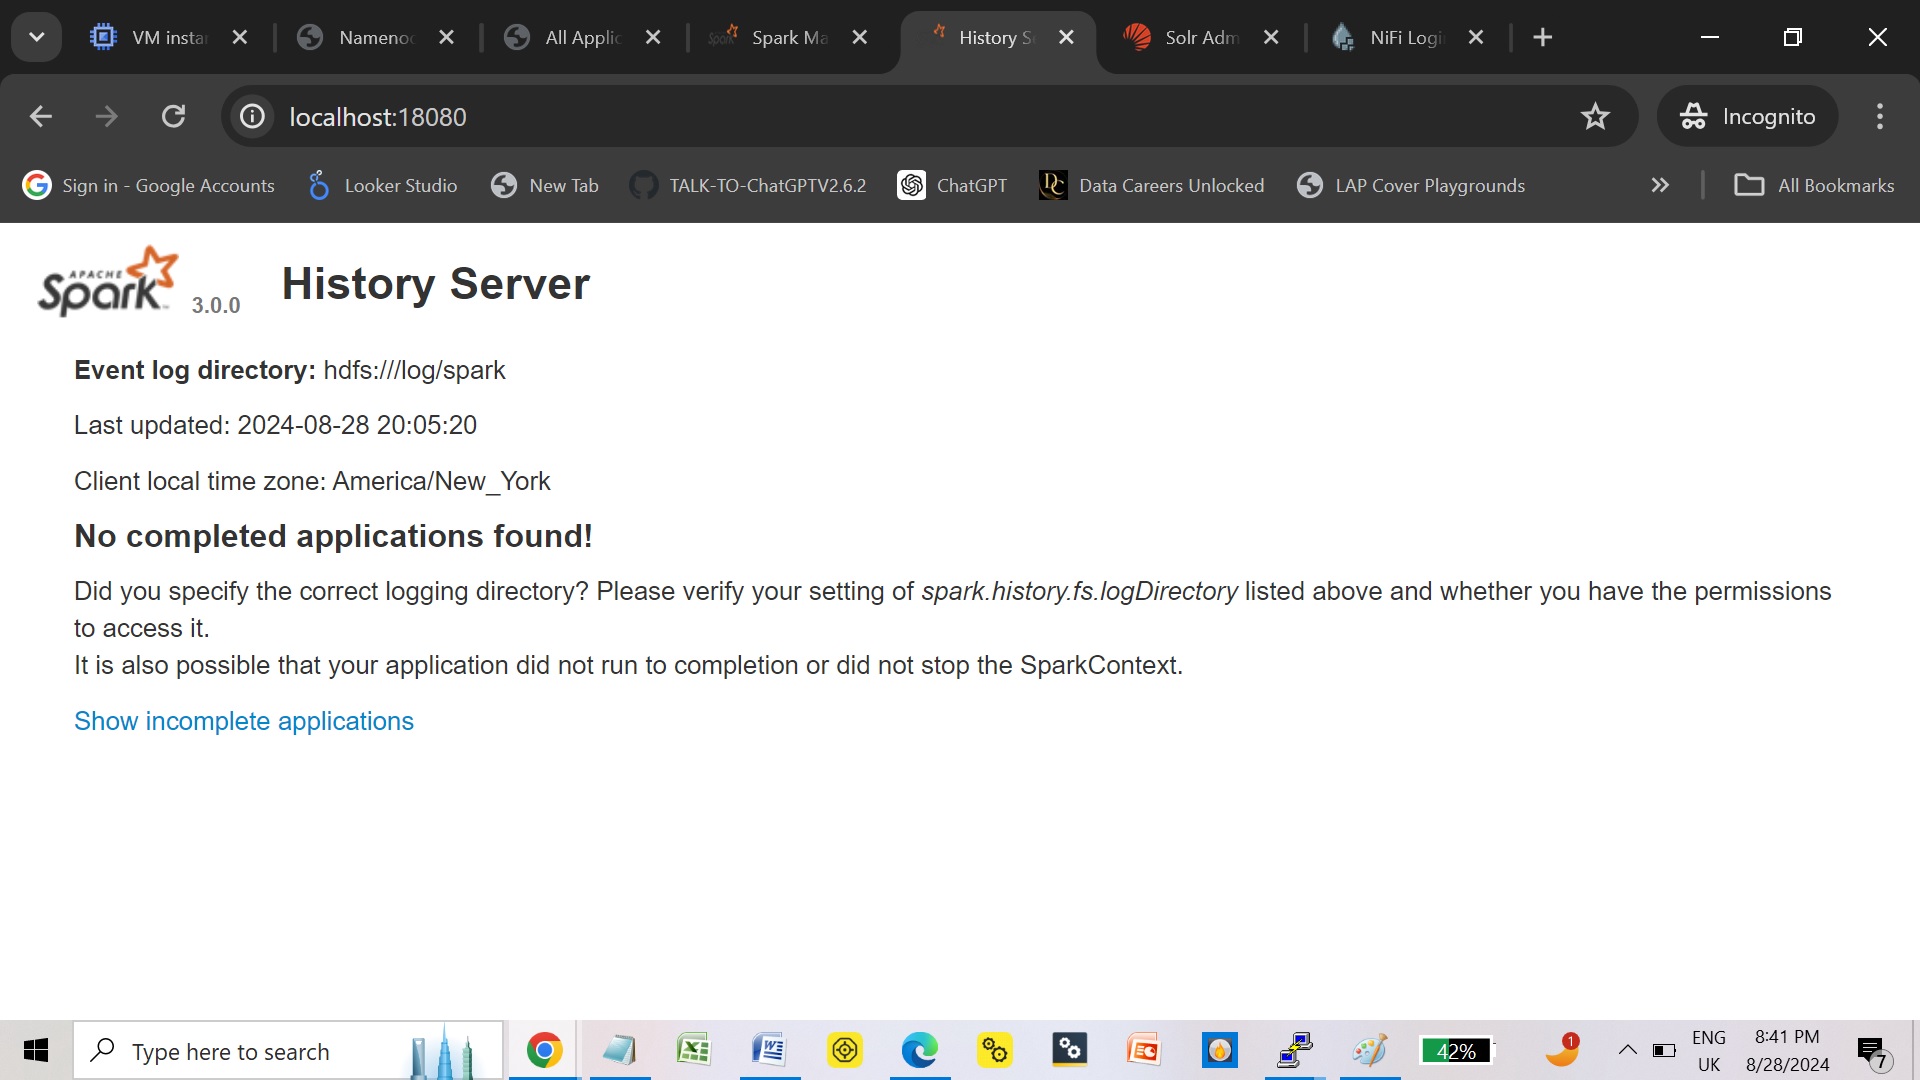 VM insta
Nameno
All Applic
Spark Ma
History S
Solr Adm
NiFi Logi
localhost:18080
Incognito
Sign in - Google Accounts
Looker Studio
New Tab
TALK-TO-ChatGPTV2.6.2
ChatGPT
Data Careers Unlocked
LAP Cover Playgrounds
All Bookmarks
APACHE
Spark 3.0.0
History Server
Event log directory: hdfs:///log/spark
Last updated: 2024-08-28 20:05:20
Client local time zone: America/New_York
No completed applications found!
Did you specify the correct logging directory? Please verify your setting of spark.history.fs.logDirectory listed above and whether you have the permissions
to access it.
It is also possible that your application did not run to completion or did not stop the SparkContext.
Show incomplete applications
Type here to search
42%
1
ENG
UK
8:41 PM
8/28/2024
7